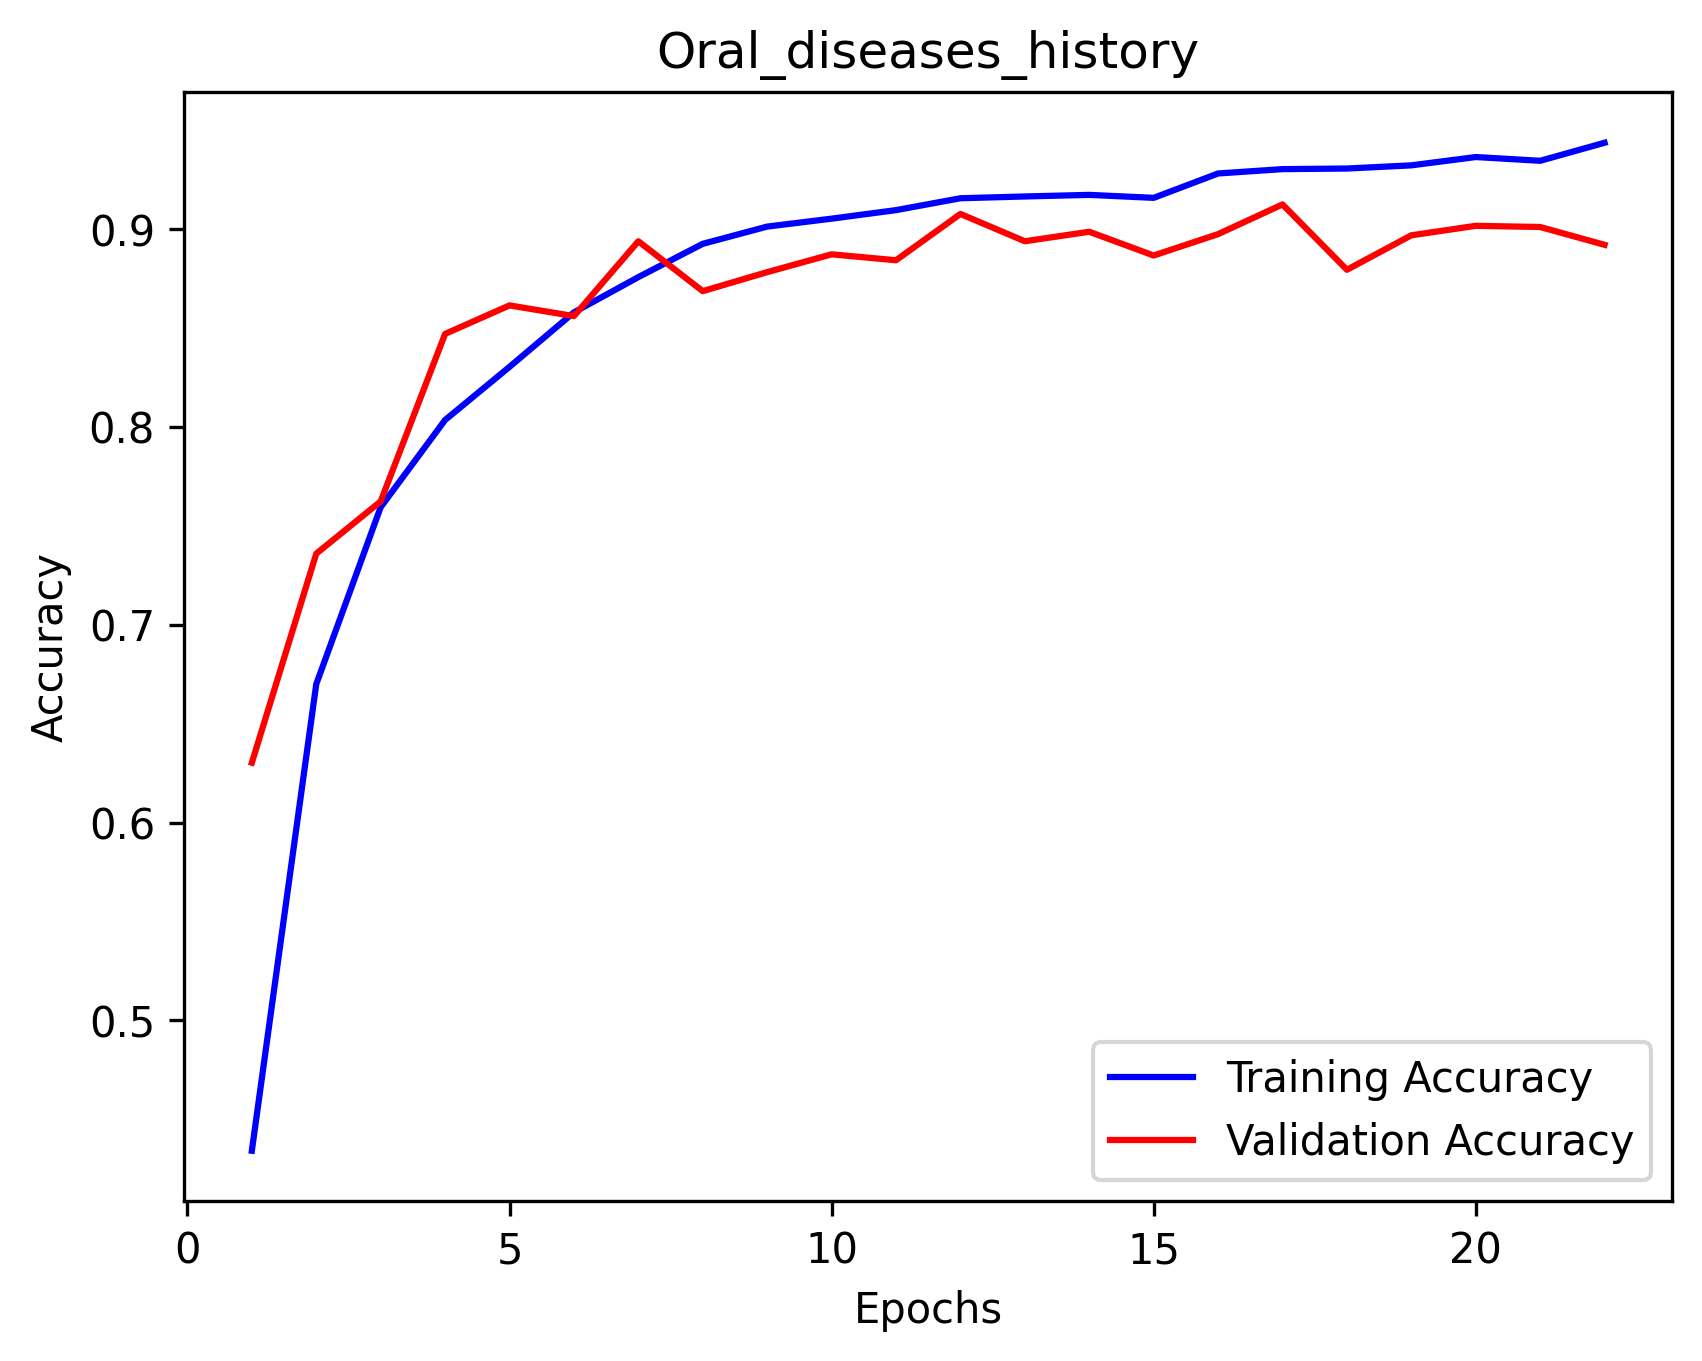 Oral_diseases_history
Accuracy
0.9
0.8
0.7
0.6
0.5
0 5 10 15 20
Epochs
Training Accuracy
Validation Accuracy